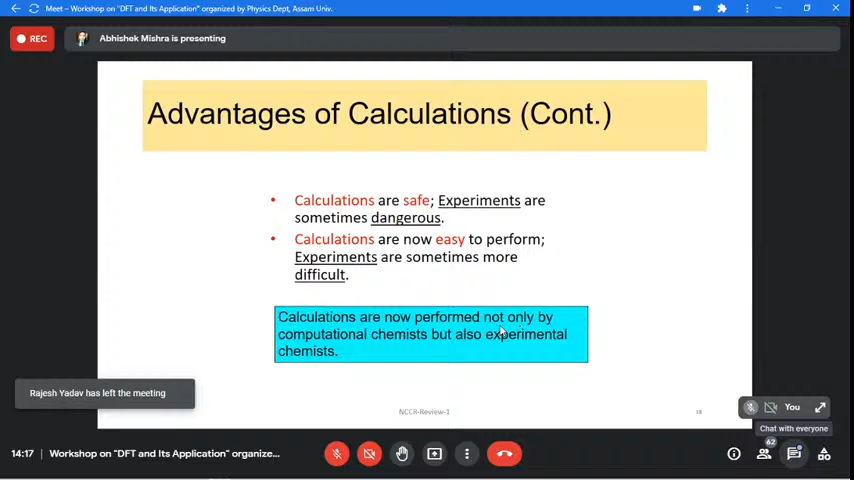 Meet – Workshop on "DFT and Its Application" organized by Physics Dept, Assam Univ.
REC
Abhishek Mishra is presenting
Advantages of Calculations (Cont.)
• Calculations are safe; Experiments are
sometimes dangerous.
• Calculations are now easy to perform;
Experiments are sometimes more
difficult.
Calculations are now performed not only by
computational chemists but also experimental
chemists.
Rajesh Yadav has left the meeting
NCCR-Review-1
18
You
Chat with everyone
62
14:17
Workshop on "DFT and Its Application" organize...